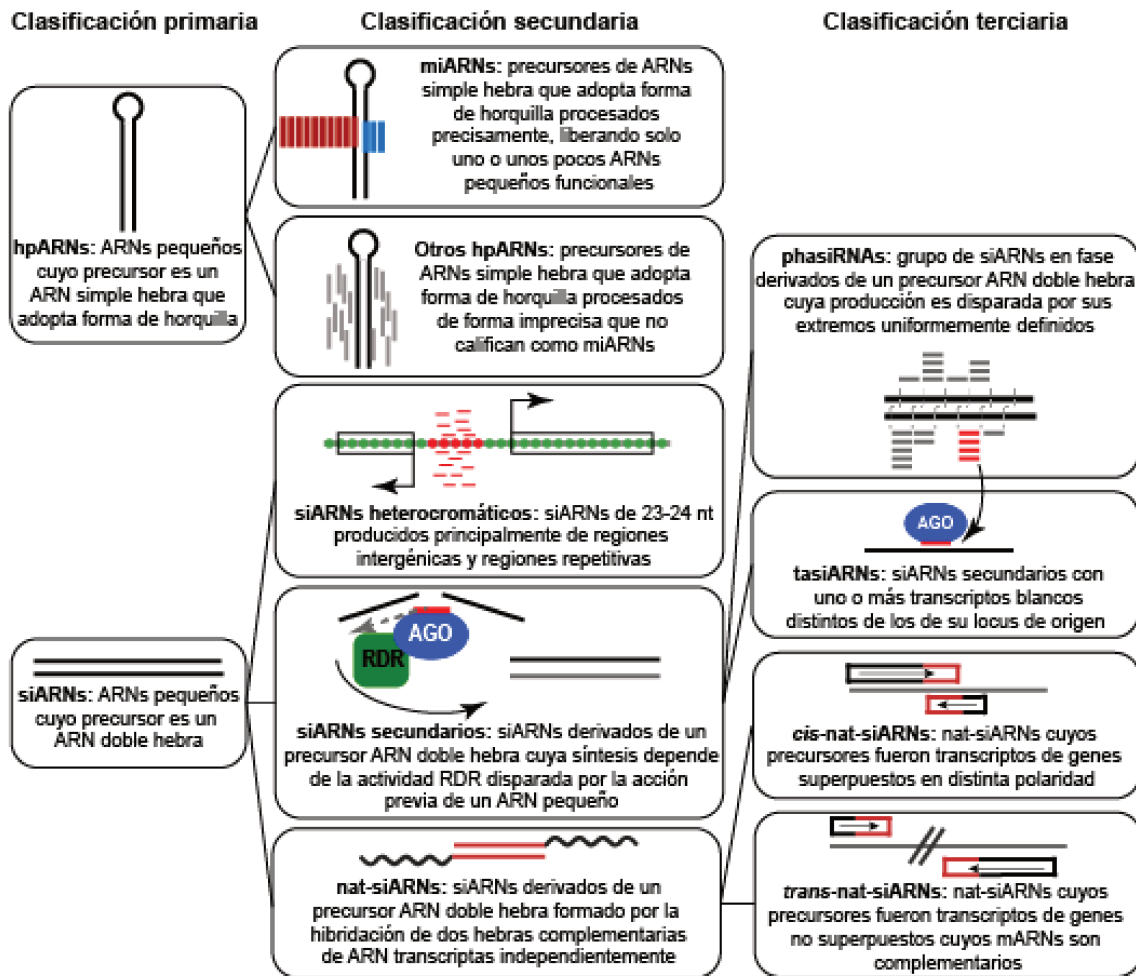 Clasificación primaria
Clasificación secundaria
Clasificación terciaria
hpARNs: ARNs pequeños
cuyo precursor es un
ARN simple hebra que
adopta forma de horquilla
siARNs: ARNs pequeños
cuyo precursor es un
ARN doble hebra
miARNs: precursores de ARNs
simple hebra que adopta forma
de horquilla procesados
precisamente, liberando solo
uno o unos pocos ARNs
pequeños funcionales
Otros hpARNs: precursores de
ARNs simple hebra que adopta
forma de horquilla procesados
de forma imprecisa que no
califican como miARNs
siARNs heterocromáticos: siARNs de 23-24 nt
producidos principalmente de regiones
intergénicas y regiones repetitivas
AGO
RDR
siARNs secundarios: siARNs derivados de un
precursor ARN doble hebra cuya síntesis depende
de la actividad RDR disparada por la acción
previa de un ARN pequeño
nat-siARNs: siARNs derivados de un
precursor ARN doble hebra formado por la
hibridación de dos hebras complementarias
de ARN transcriptas independientemente
phasiRNAs: grupo de siARNs en fase
derivados de un precursor ARN doble hebra
cuya producción es disparada por sus
extremos uniformemente definidos
AGO
tasiARNs: siARNs secundarios con
uno o más transcriptos blancos
distintos de los de su locus de origen
cis-nat-siARNs: nat-siARNs cuyos
precursores fueron transcriptos de genes
superpuestos en distinta polaridad
trans-nat-siARNs: nat-siARNs cuyos
precursores fueron transcriptos de genes
no superpuestos cuyos mARNs son
complementarios